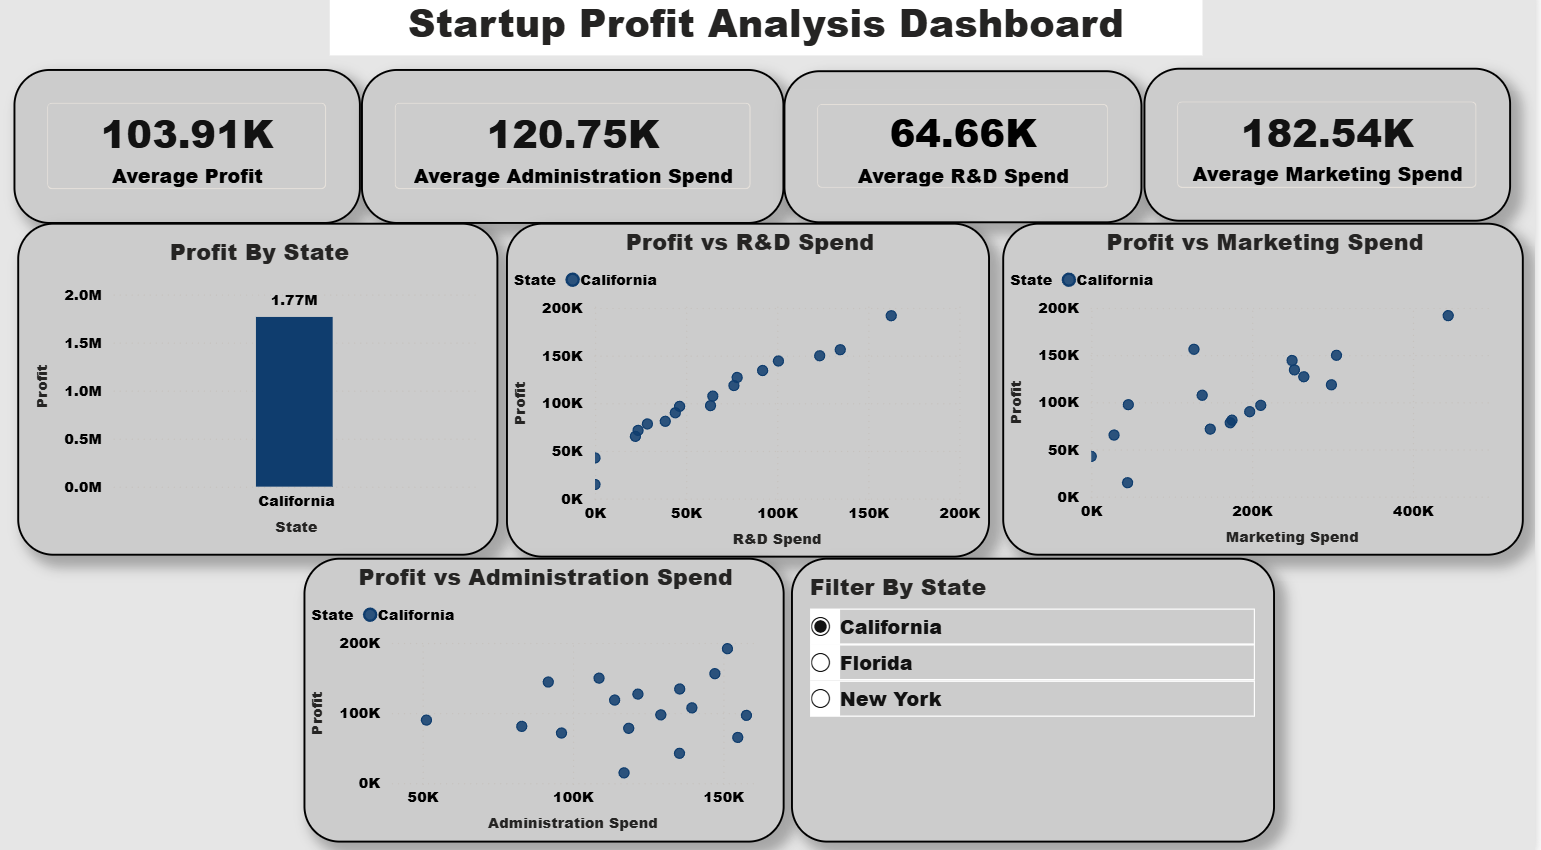 Startup Profit Analysis Dashboard
103.91K
Average Profit
120.75K
Average Administration Spend
64.66K
Average R&D Spend
182.54K
Average Marketing Spend
Profit By State
2.0M
1.5M
1.0M
0.5M
0.0M
Profit
1.77M
California
State
Profit vs R&D Spend
State California
200K
150K
100K
50K
0K
Profit
0K 50K 100K 150K 200K
R&D Spend
Profit vs Marketing Spend
State California
200K
150K
100K
50K
0K
Profit
0K 200K 400K
Marketing Spend
Profit vs Administration Spend
State California
200K
100K
0K
Profit
50K 100K 150K
Administration Spend
Filter By State
California
Florida
New York